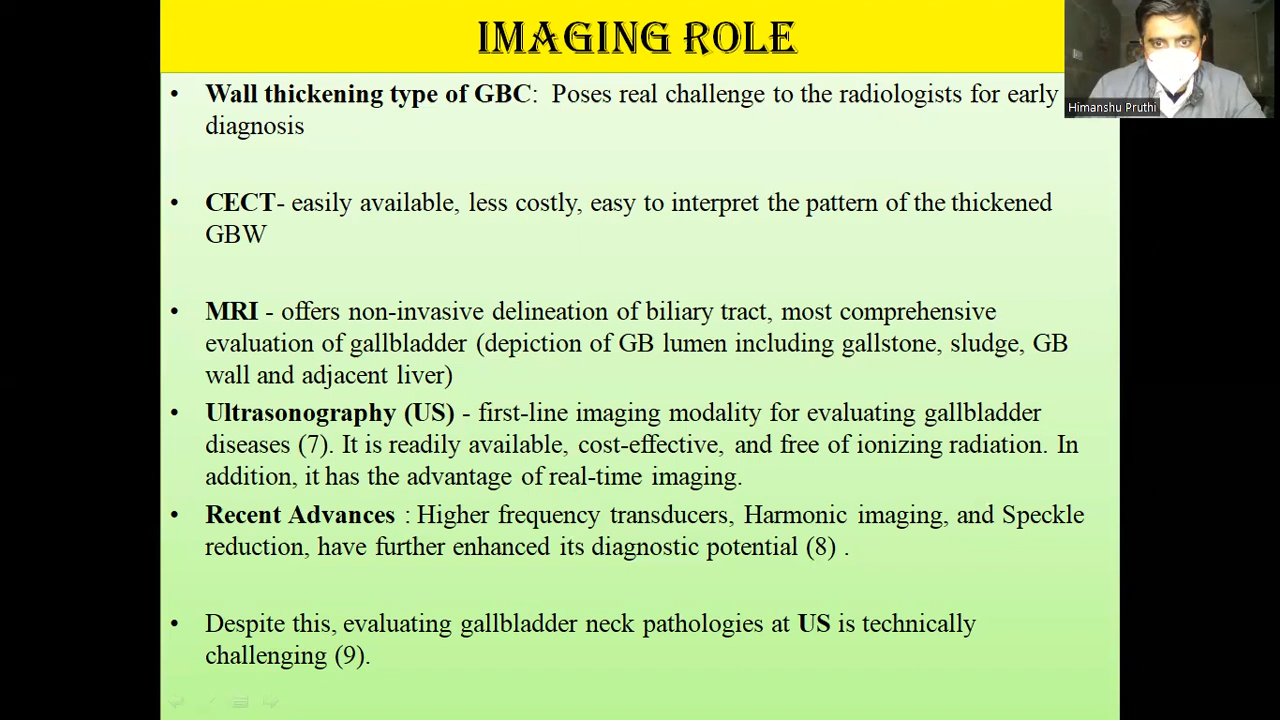 IMAGING ROLE
• Wall thickening type of GBC: Poses real challenge to the radiologists for early
diagnosis
• CECT- easily available, less costly, easy to interpret the pattern of the thickened
GBW
• MRI - offers non-invasive delineation of biliary tract, most comprehensive
evaluation of gallbladder (depiction of GB lumen including gallstone, sludge, GB
wall and adjacent liver)
• Ultrasonography (US) - first-line imaging modality for evaluating gallbladder
diseases (7). It is readily available, cost-effective, and free of ionizing radiation. In
addition, it has the advantage of real-time imaging.
• Recent Advances : Higher frequency transducers, Harmonic imaging, and Speckle
reduction, have further enhanced its diagnostic potential (8) .
• Despite this, evaluating gallbladder neck pathologies at US is technically
challenging (9).
Himanshu Pruthi